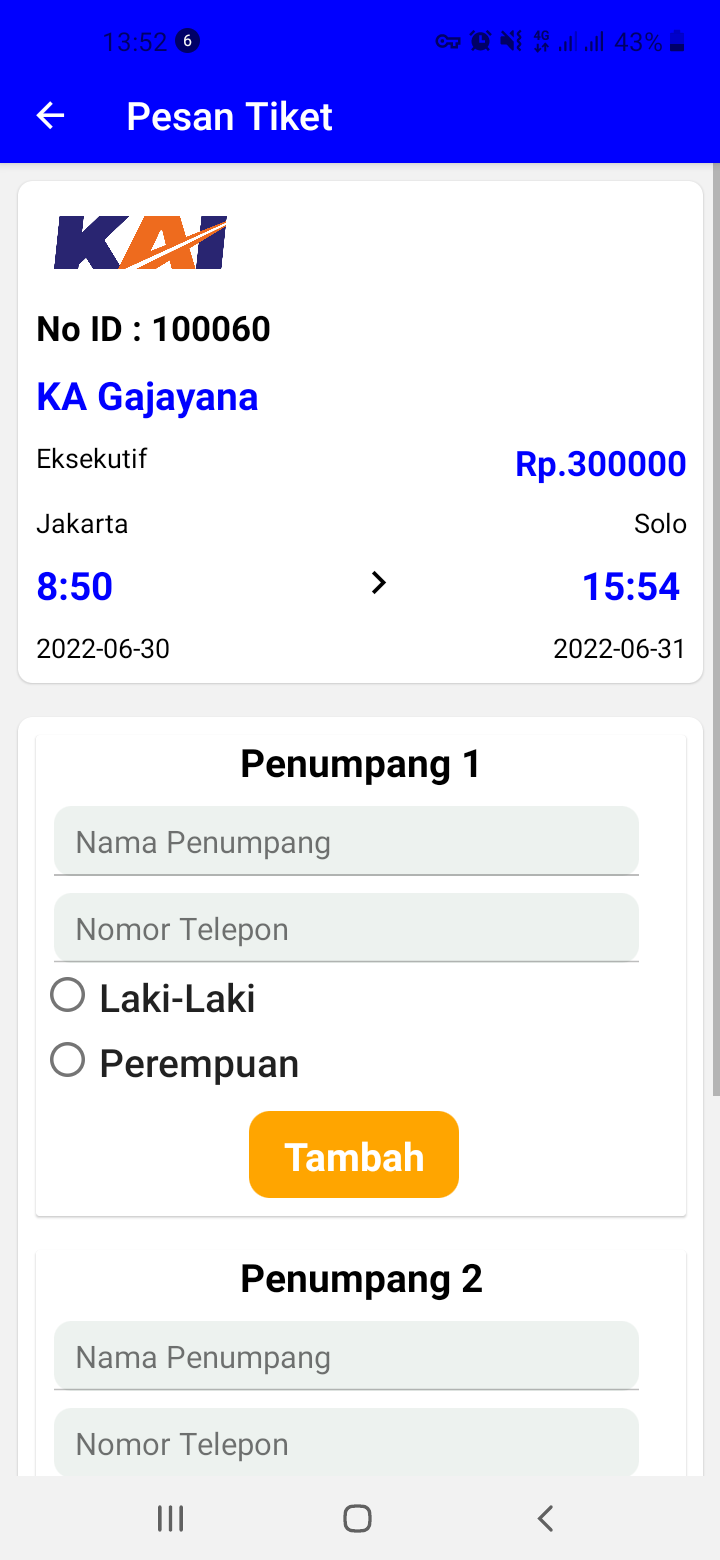 13:52 6 4G 43%
Pesan Tiket
KAI
No ID : 100060
KA Gajayana
Eksekutif Rp.300000
Jakarta Solo
8:50 15:54
2022-06-30 2022-06-31
Penumpang 1
Nama Penumpang
Nomor Telepon
Laki-Laki
Perempuan
Tambah
Penumpang 2
Nama Penumpang
Nomor Telepon